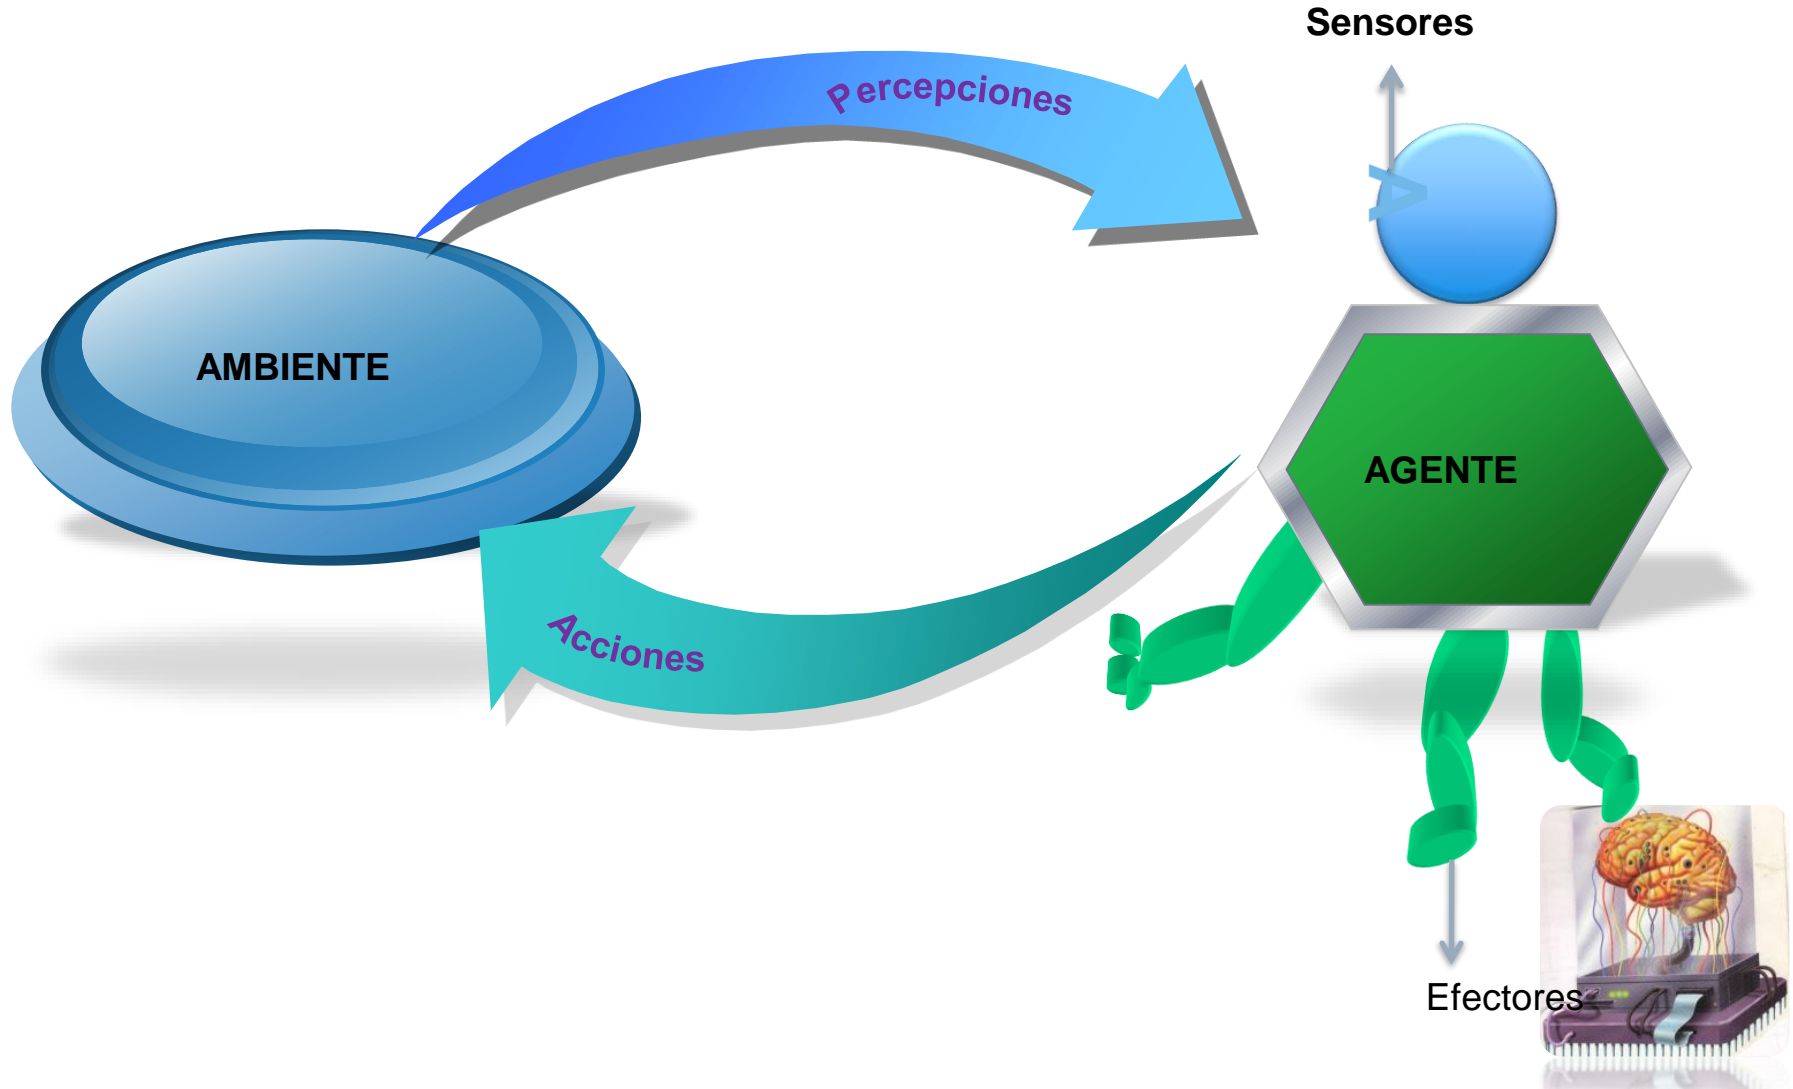 Sensores
Percepciones
A
AMBIENTE
AGENTE
Acciones
Efectores